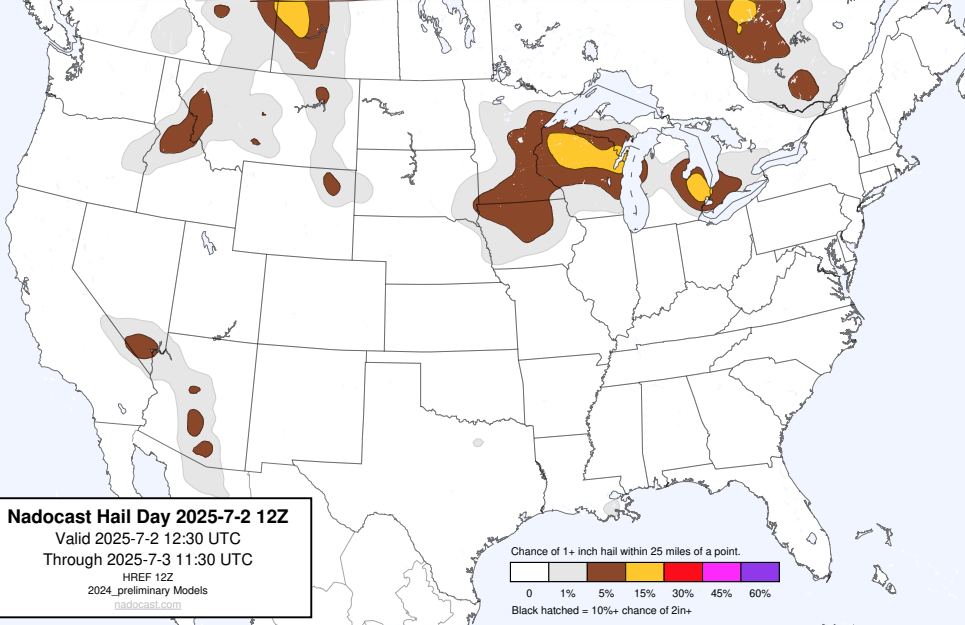 Nadocast Hail Day 2025-7-2 12Z
Valid 2025-7-2 12:30 UTC
Through 2025-7-3 11:30 UTC
HREF 12Z
2024_preliminary Models
nadocast.com
Chance of 1+ inch hail within 25 miles of a point.
0 1% 5% 15% 30% 45% 60%
Black hatched = 10%+ chance of 2in+